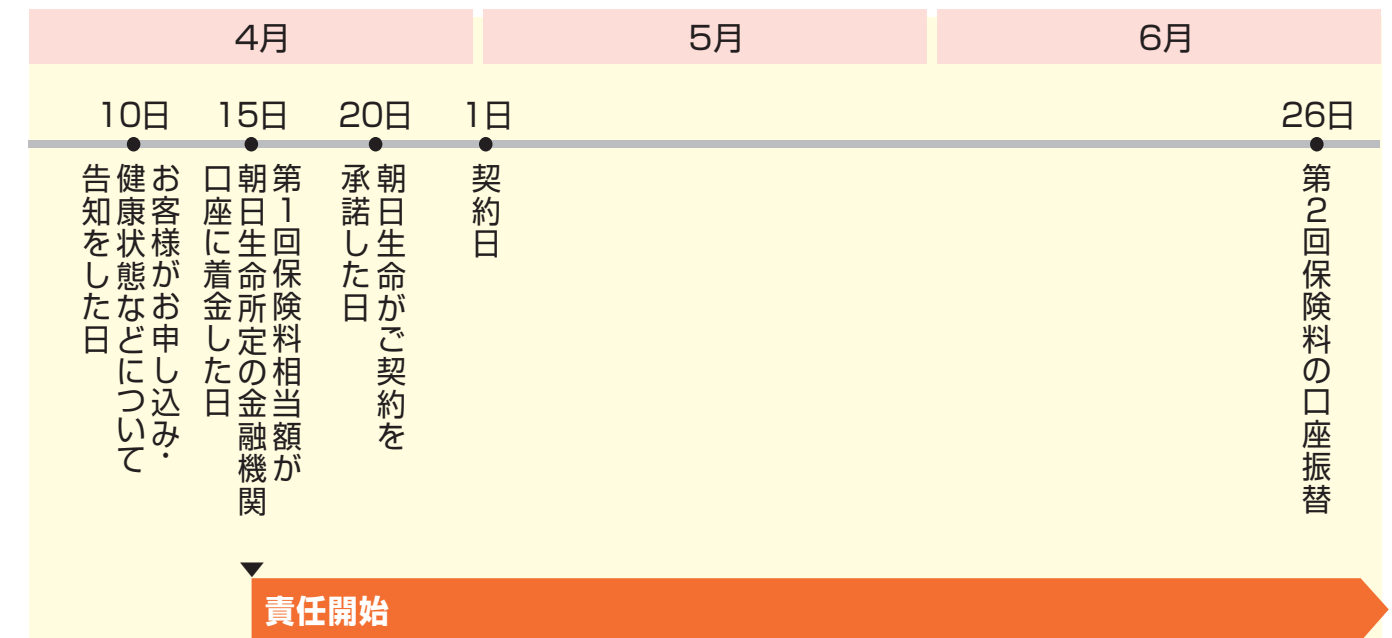 4月
5月
6月
10日
15日
20日
1日
26日
お客様がお申し込み・
健康状態などについて
告知をした日
第1回保険料相当額が
朝日生命所定の金融機関
口座に着金した日
朝日生命がご契約を
承諾した日
契約日
第2回保険料の口座振替
責任開始